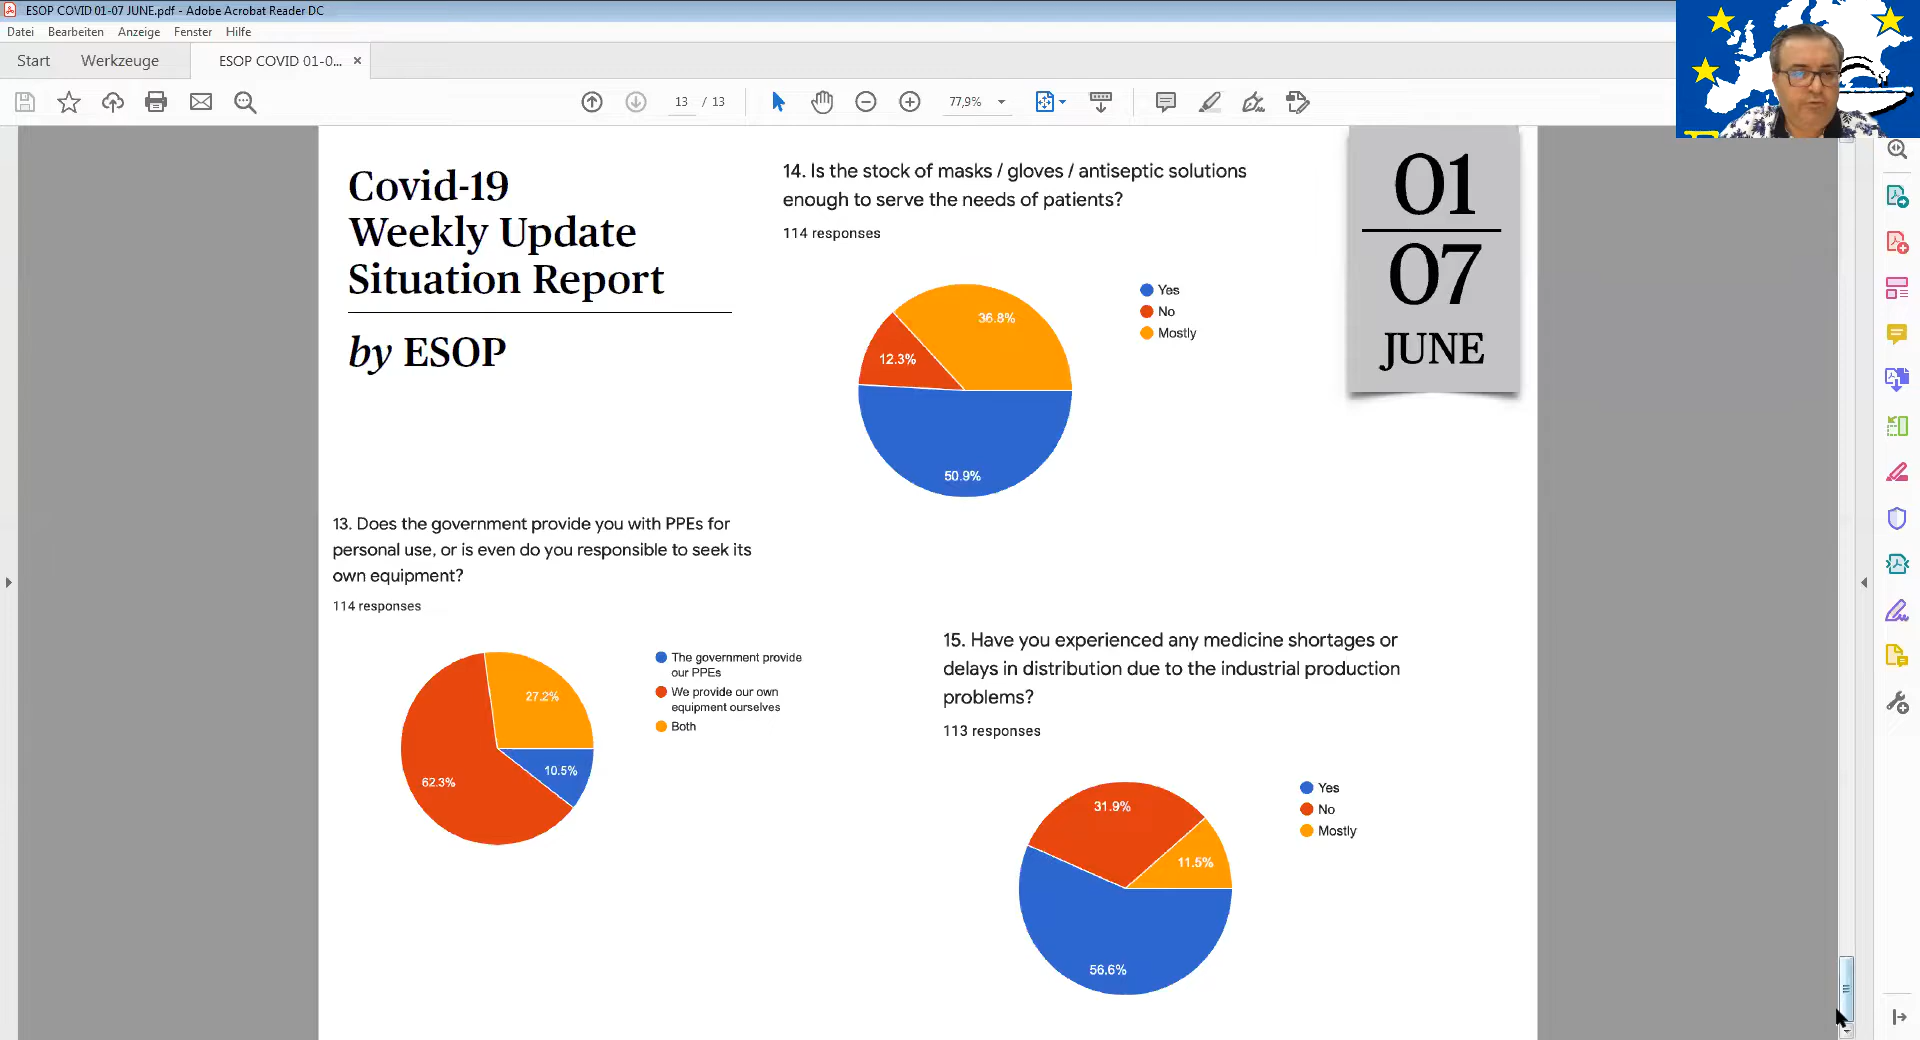 ESOP COVID 01-07 JUNE.pdf - Adobe Acrobat Reader DC
Datei Bearbeiten Anzeige Fenster Hilfe
Start Werkzeuge ESOP COVID 01-0... ×
13 / 13 77,9%
Covid-19
Weekly Update
Situation Report
by ESOP
14. Is the stock of masks / gloves / antiseptic solutions
enough to serve the needs of patients?
114 responses
36.8%
12.3%
50.9%
Yes
No
Mostly
01
07
JUNE
13. Does the government provide you with PPEs for
personal use, or is even do you responsible to seek its
own equipment?
114 responses
27.2%
10.5%
62.3%
The government provide
our PPEs
We provide our own
equipment ourselves
Both
15. Have you experienced any medicine shortages or
delays in distribution due to the industrial production
problems?
113 responses
31.9%
11.5%
56.6%
Yes
No
Mostly